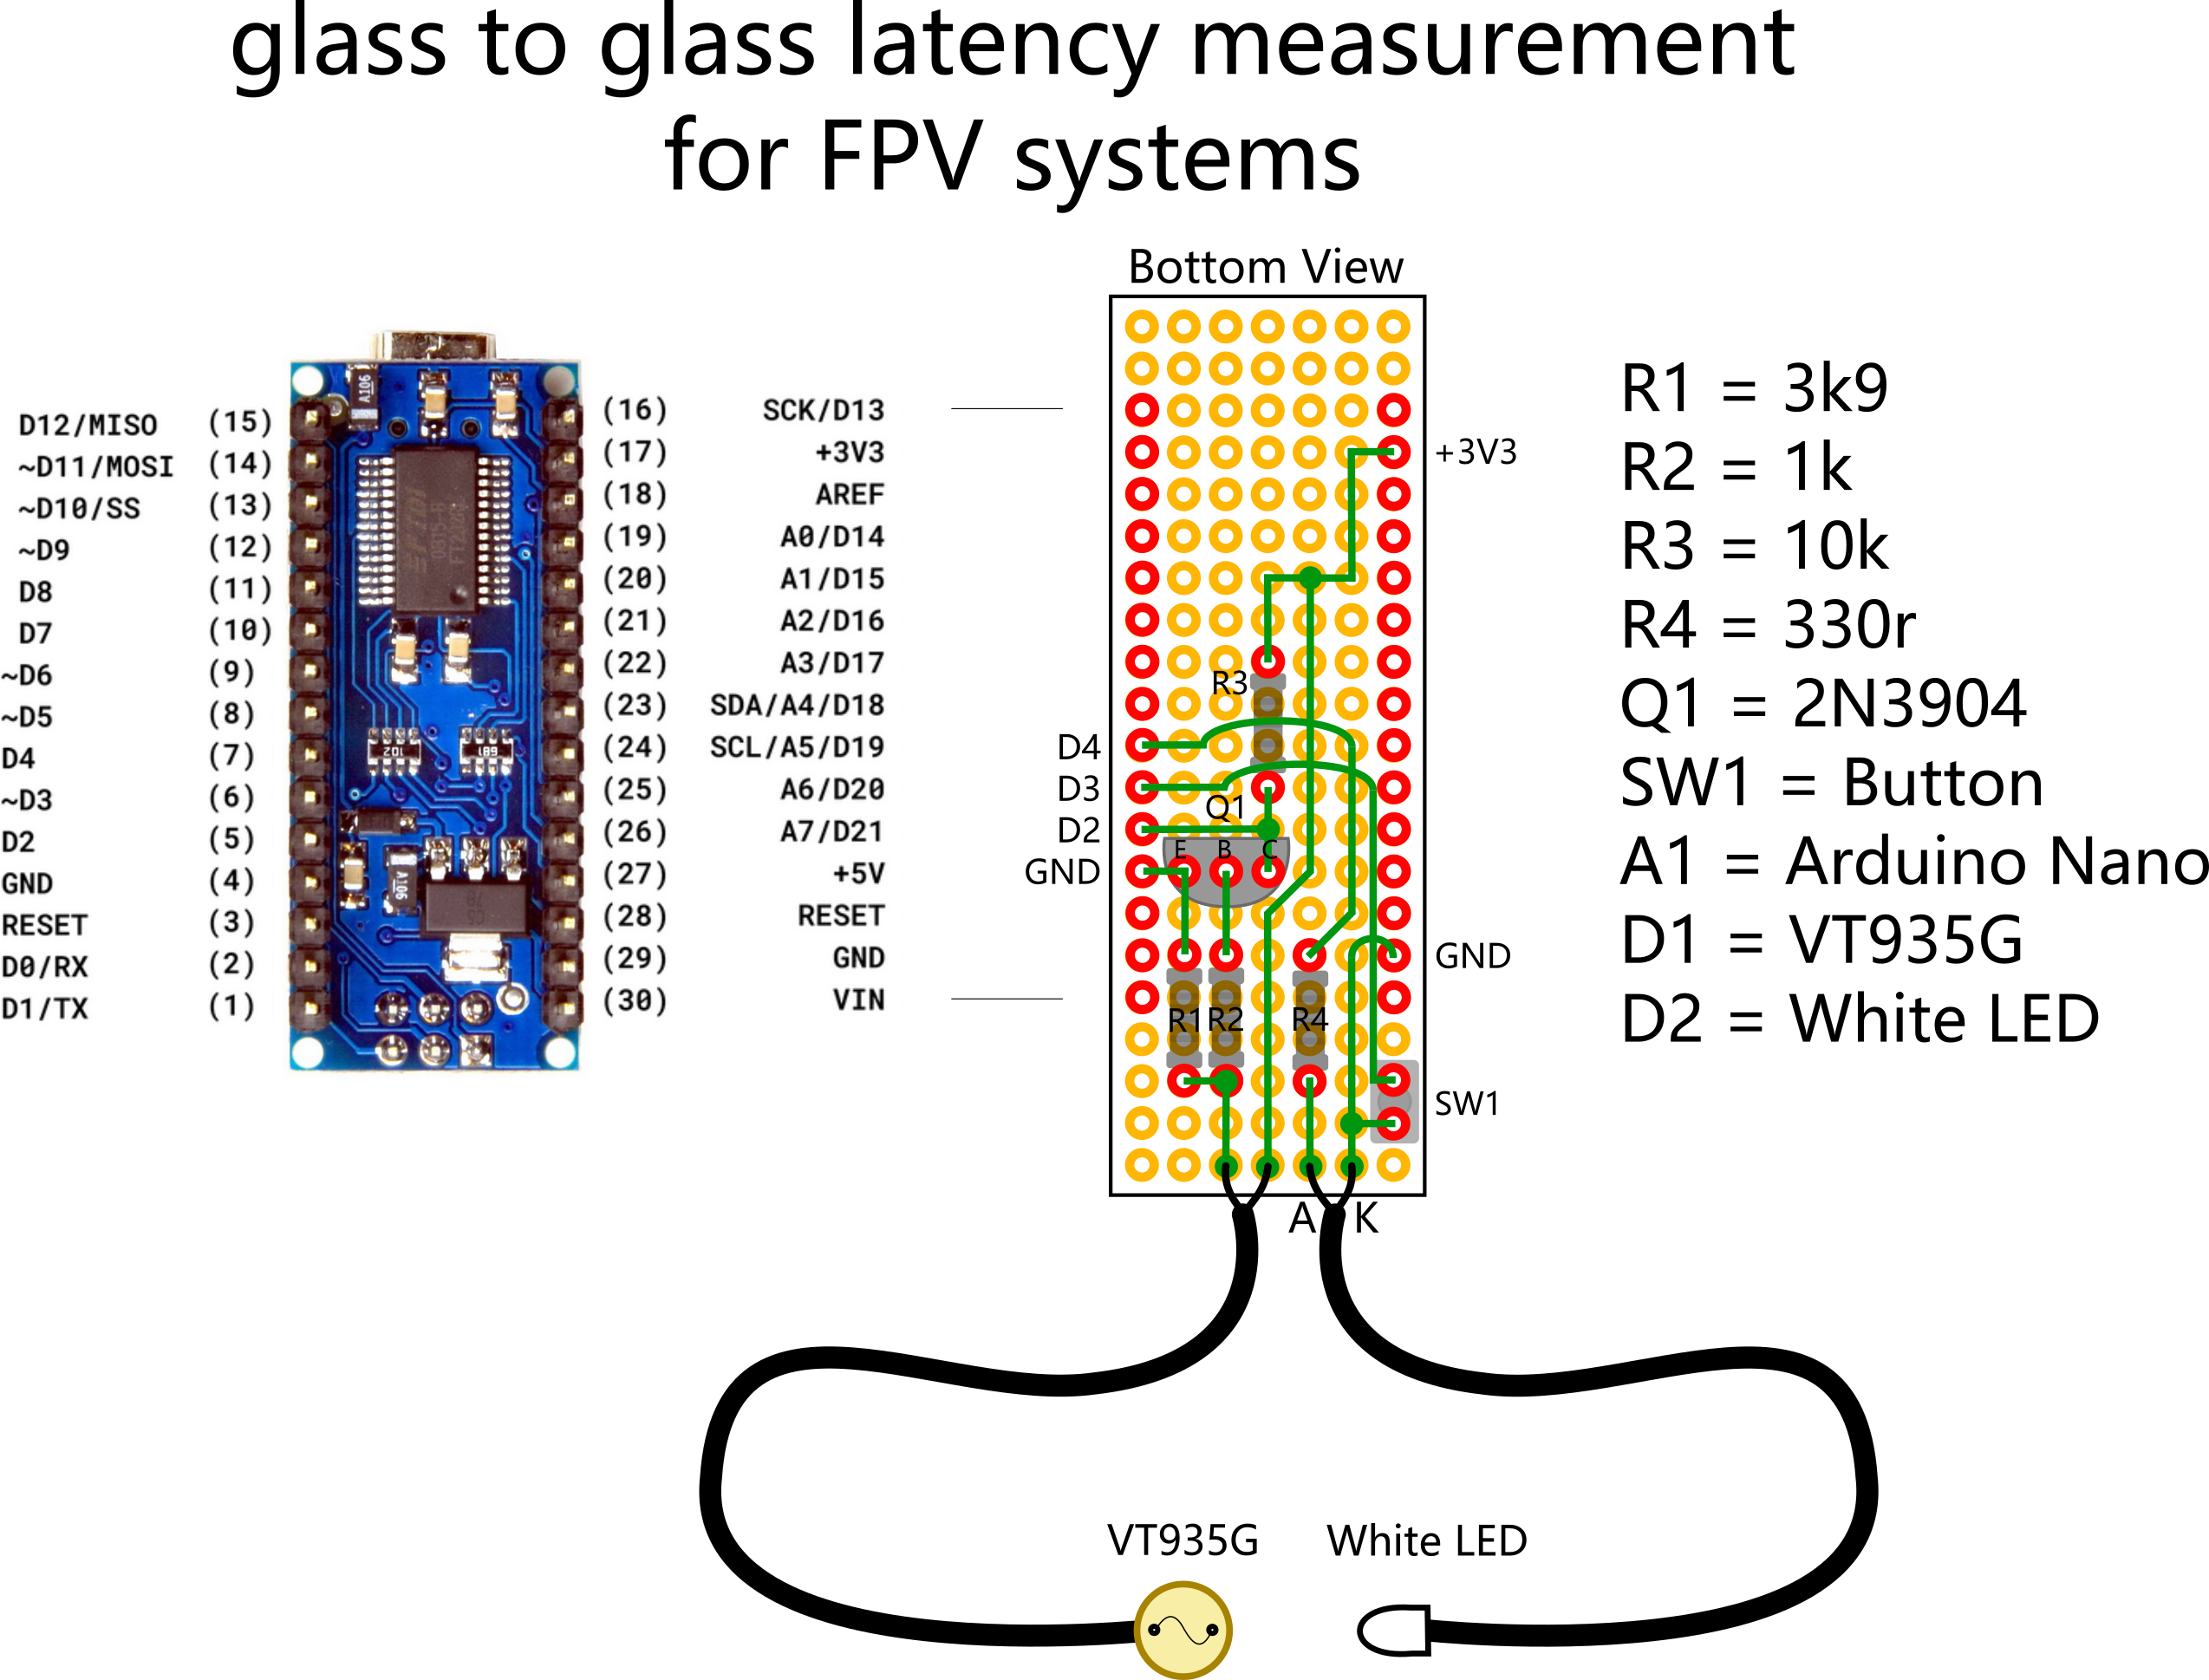 glass to glass latency measurement
for FPV systems
Bottom View
D12/MISO (15)
~D11/MOSI (14)
~D10/SS (13)
~D9 (12)
D8 (11)
D7 (10)
~D6 (9)
~D5 (8)
D4 (7)
~D3 (6)
D2 (5)
GND (4)
RESET (3)
D0/RX (2)
D1/TX (1)
A106
102
681
A106
(16) SCK/D13
(17) +3V3
(18) AREF
(19) A0/D14
(20) A1/D15
(21) A2/D16
(22) A3/D17
(23) SDA/A4/D18
(24) SCL/A5/D19
(25) A6/D20
(26) A7/D21
(27) +5V
(28) RESET
(29) GND
(30) VIN
+3V3
R3
D4
D3
Q1
D2
E B C
GND
GND
R1 R2 R4
SW1
A K
R1 = 3k9
R2 = 1k
R3 = 10k
R4 = 330r
Q1 = 2N3904
SW1 = Button
A1 = Arduino Nano
D1 = VT935G
D2 = White LED
VT935G White LED